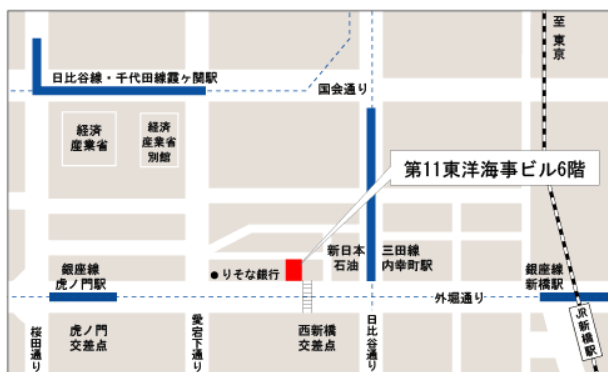 至
東
京
日比谷線・千代田線霞ヶ関駅
国会通り
経済
産業省
経済
産業省
別館
第11東洋海事ビル6階
新日本
石油
三田線
内幸町駅
●りそな銀行
銀座線
虎ノ門駅
銀座線
新橋駅
外堀通り
JR新橋駅
桜田通り
虎ノ門
交差点
愛宕下通り
西新橋
交差点
日比谷通り